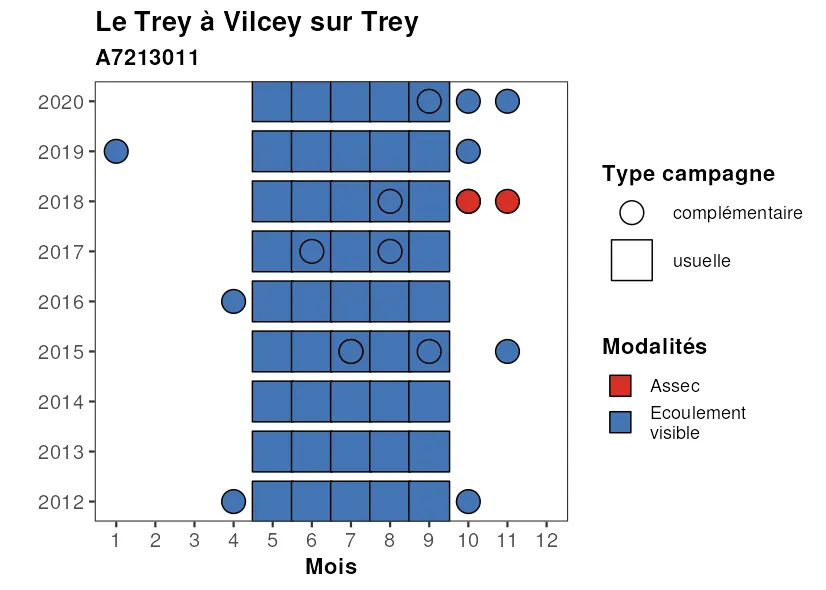 Le Trey à Vilcey sur Trey
A7213011
2020
2019
2018
2017
2016
2015
2014
2013
2012
1 2 3 4 5 6 7 8 9 10 11 12
Mois
Type campagne
complémentaire
usuelle
Modalités
Assec
Ecoulement
visible